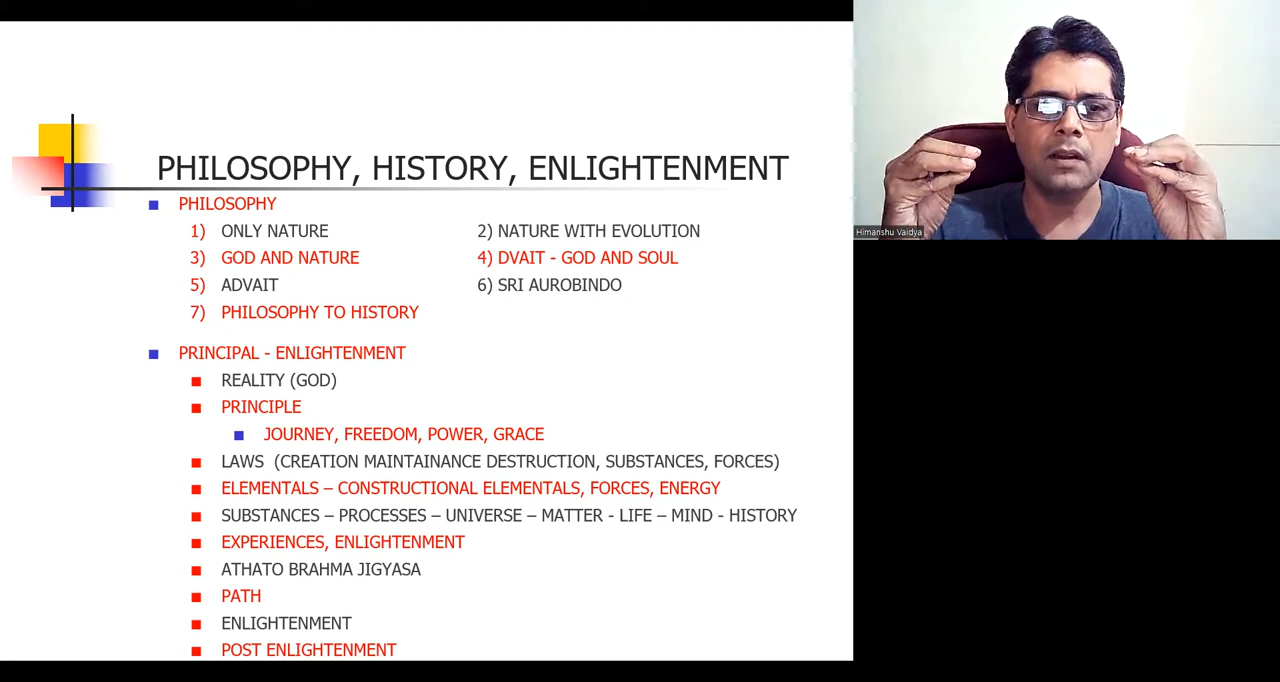 PHILOSOPHY, HISTORY, ENLIGHTENMENT
PHILOSOPHY
1) ONLY NATURE 2) NATURE WITH EVOLUTION
3) GOD AND NATURE 4) DVAIT - GOD AND SOUL
5) ADVAIT 6) SRI AUROBINDO
7) PHILOSOPHY TO HISTORY
PRINCIPAL - ENLIGHTENMENT
REALITY (GOD)
PRINCIPLE
JOURNEY, FREEDOM, POWER, GRACE
LAWS (CREATION MAINTAINANCE DESTRUCTION, SUBSTANCES, FORCES)
ELEMENTALS – CONSTRUCTIONAL ELEMENTALS, FORCES, ENERGY
SUBSTANCES – PROCESSES – UNIVERSE – MATTER - LIFE – MIND - HISTORY
EXPERIENCES, ENLIGHTENMENT
ATHATO BRAHMA JIGYASA
PATH
ENLIGHTENMENT
POST ENLIGHTENMENT
Himanshu Vaidya